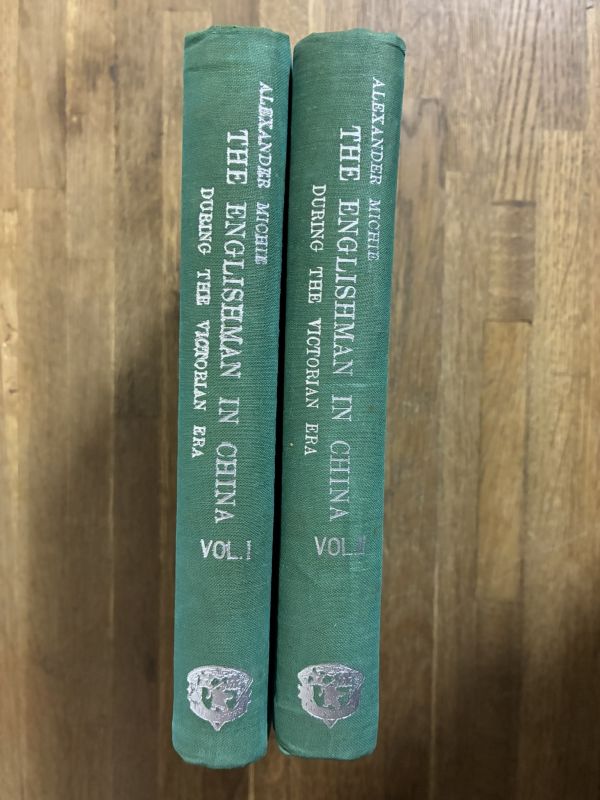 ALEXANDER MICHIE
THE ENGLISHMAN IN CHINA
DURING THE VICTORIAN ERA
VOL.I
ALEXANDER MICHIE
THE ENGLISHMAN IN CHINA
DURING THE VICTORIAN ERA
VOL.II